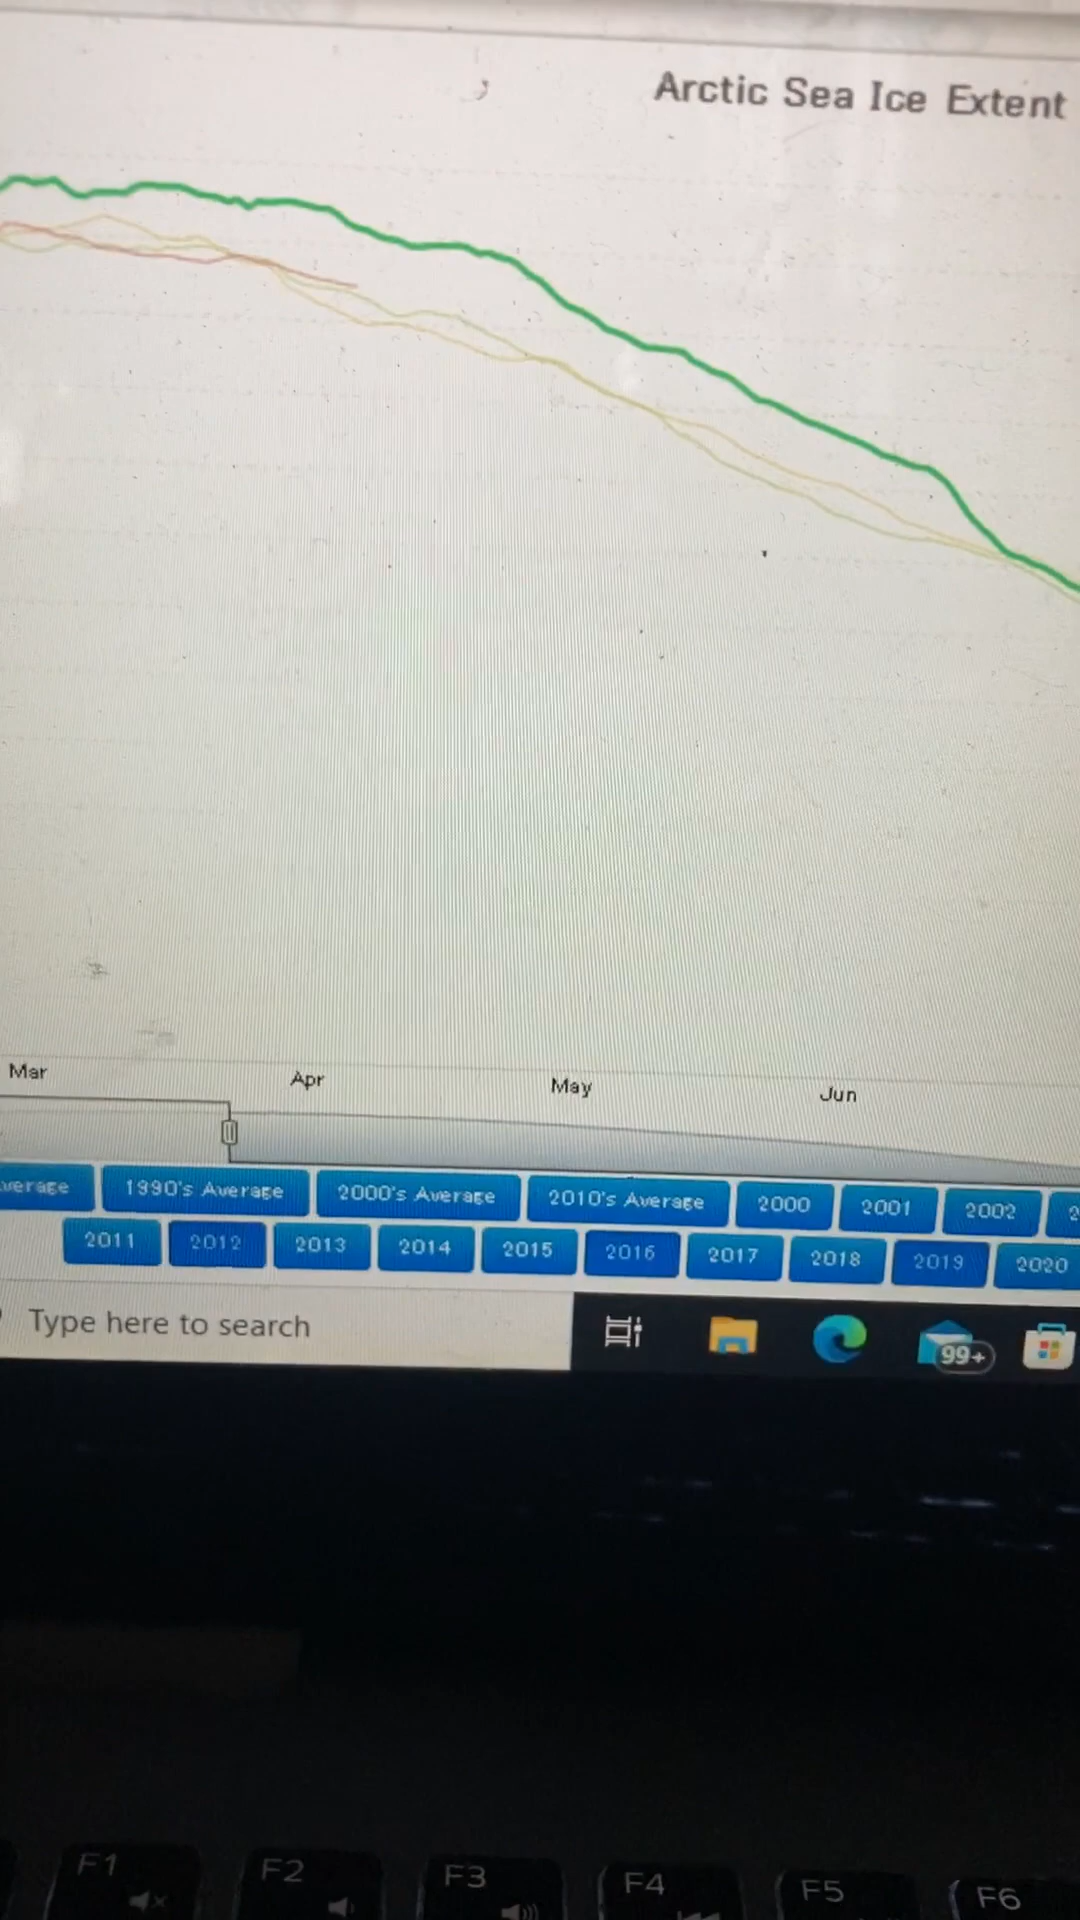 Arctic Sea Ice Extent
Mar Apr May Jun
verage 1990's Average 2000's Average 2010's Average 2000 2001 2002 2
2011 2012 2013 2014 2015 2016 2017 2018 2019 2020
Type here to search
99+
F1 F2 F3 F4 F5 F6